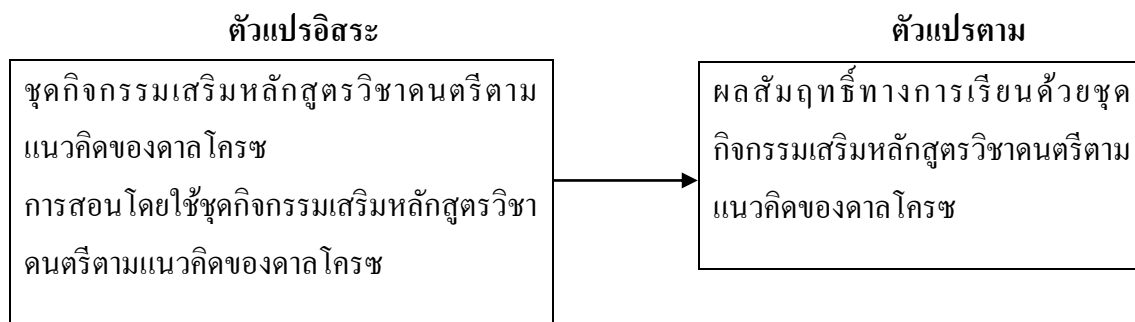 ตัวแปรอิสระ
ชุดกิจกรรมเสริมหลักสูตรวิชาดนตรีตาม
แนวคิดของดาลโครซ
การสอนโดยใช้ชุดกิจกรรมเสริมหลักสูตรวิชา
ดนตรีตามแนวคิดของดาลโครซ
ตัวแปรตาม
ผลสัมฤทธิ์ทางการเรียนด้วยชุด
กิจกรรมเสริมหลักสูตรวิชาดนตรีตาม
แนวคิดของดาลโครซ